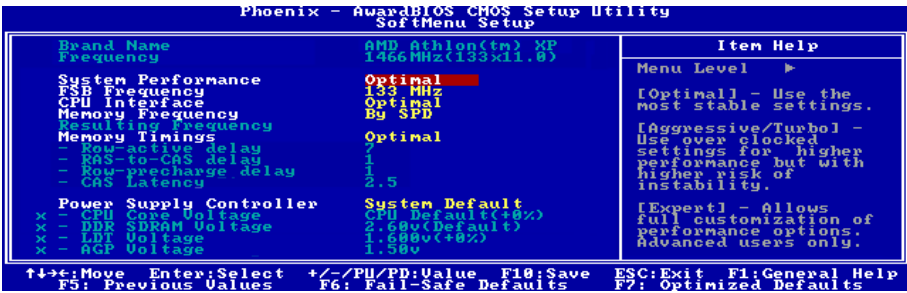 Phoenix - AwardBIOS CMOS Setup Utility
SoftMenu Setup
Brand Name AMD Athlon(tm) XP
Frequency 1466MHz(133x11.0)
System Performance Optimal
FSB Frequency 133 MHz
CPU Interface Optimal
Memory Frequency By SPD
Resulting Frequency
Memory Timings Optimal
- Row-active delay 7
- RAS-to-CAS delay 1
- Row-precharge delay 1
- CAS Latency 2.5
Power Supply Controller System Default
x - CPU Core Voltage CPU Default(+0%)
x - DDR SDRAM Voltage 2.60v(Default)
x - LDT Voltage 1.600v(+0%)
x - AGP Voltage 1.50v
Item Help
Menu Level ►
[Optimal] - Use the
most stable settings.
[Aggressive/Turbo] -
Use over clocked
settings for higher
performance but with
higher risk of
instability.
[Expert] - Allows
full customization of
performance options.
Advanced users only.
↑↓→←:Move Enter:Select +/-/PU/PD:Value F10:Save ESC:Exit F1:General Help
F5: Previous Values F6: Fail-Safe Defaults F7: Optimized Defaults